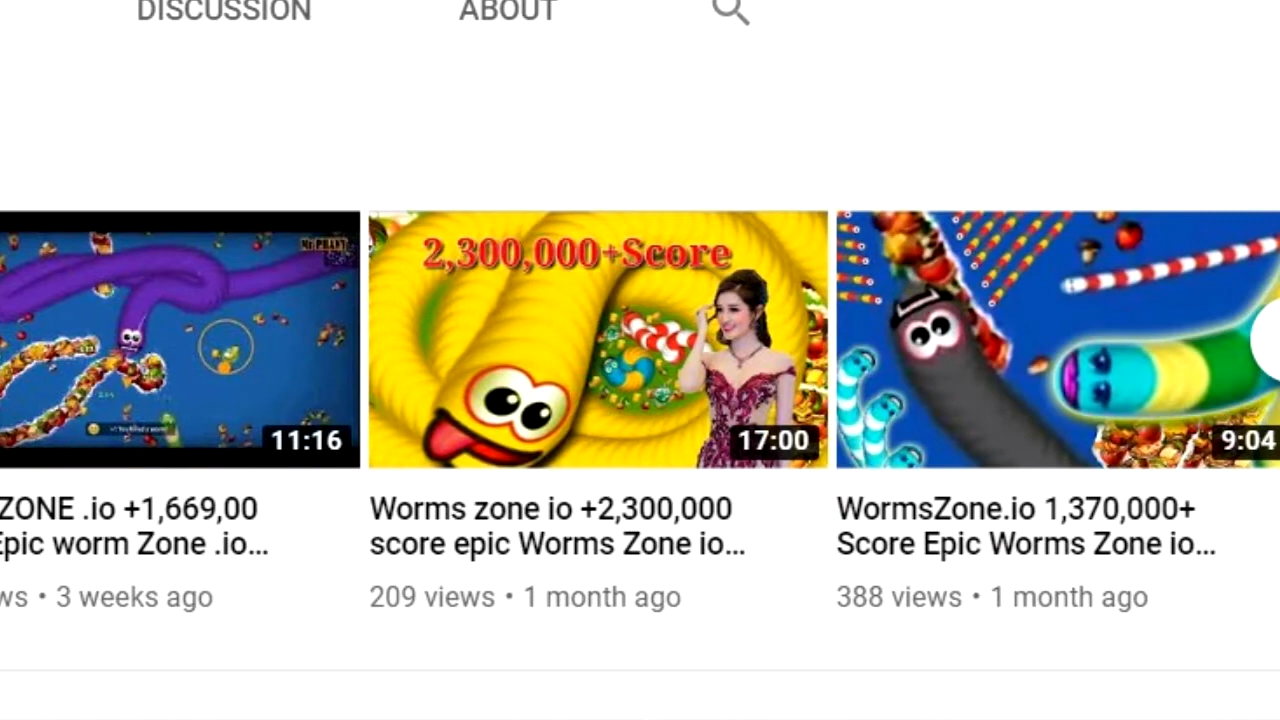 DISCUSSION
ABOUT
2,300,000+Score
11:16
17:00
9:04
ZONE .io +1,669,00
Epic worm Zone .io...
ws • 3 weeks ago
Worms zone io +2,300,000
score epic Worms Zone io...
209 views • 1 month ago
WormsZone.io 1,370,000+
Score Epic Worms Zone io...
388 views • 1 month ago